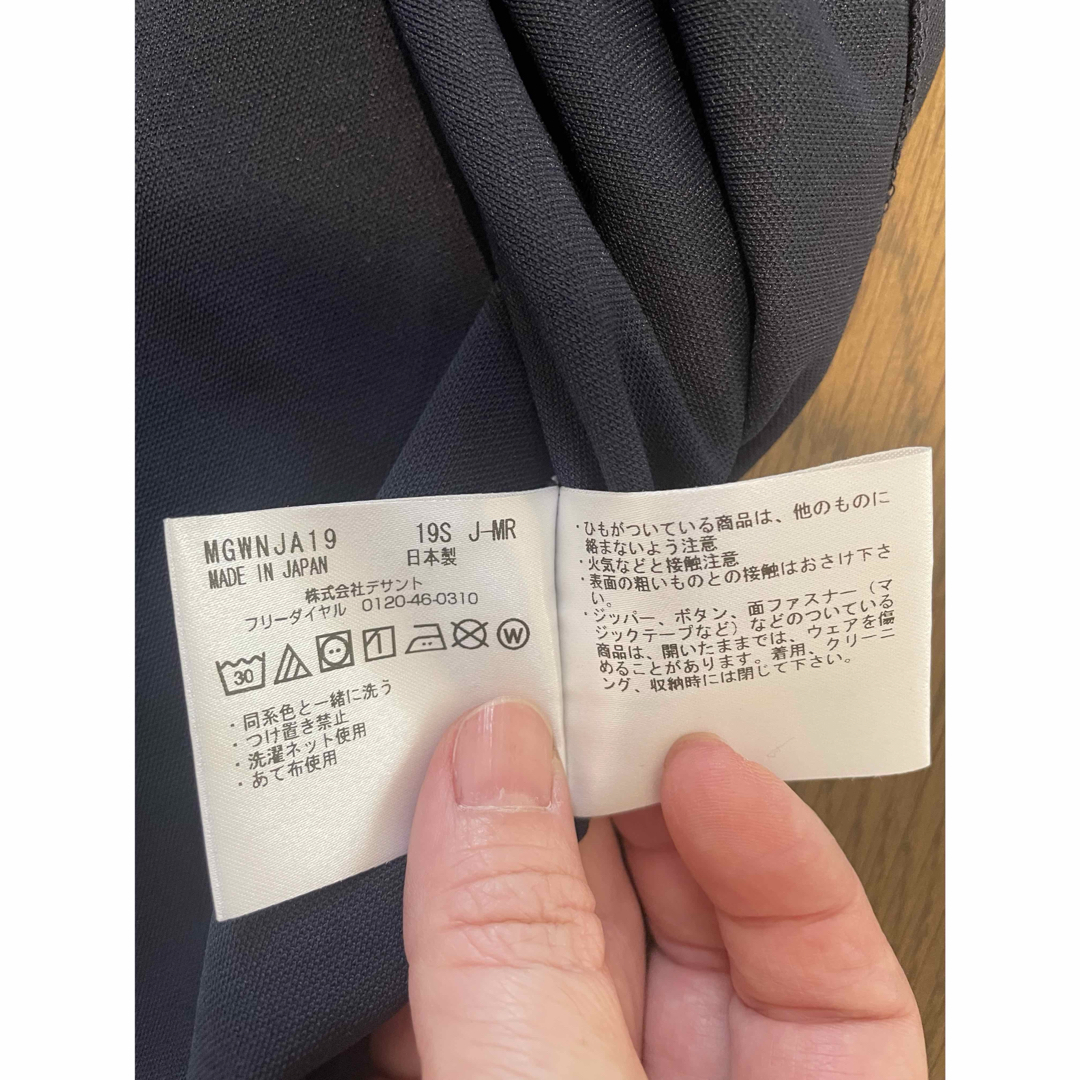 MGWNJA19 19S J-MR
MADE IN JAPAN 日本製
株式会社デサント
フリーダイヤル 0120-46-0310
30 W
・同系色と一緒に洗う
・つけ置き禁止
・洗濯ネット使用
・あて布使用
・ひもがついている商品は、他のものに
絡まないよう注意
・火気などと接触注意
・表面の粗いものとの接触はおさけ下さ
い。
・ジッパー、ボタン、面ファスナー（マ
ジックテープなど）などのついている
商品は、開いたままでは、ウェアを傷
めることがあります。着用、クリーニ
ング、収納時には閉じて下さい。